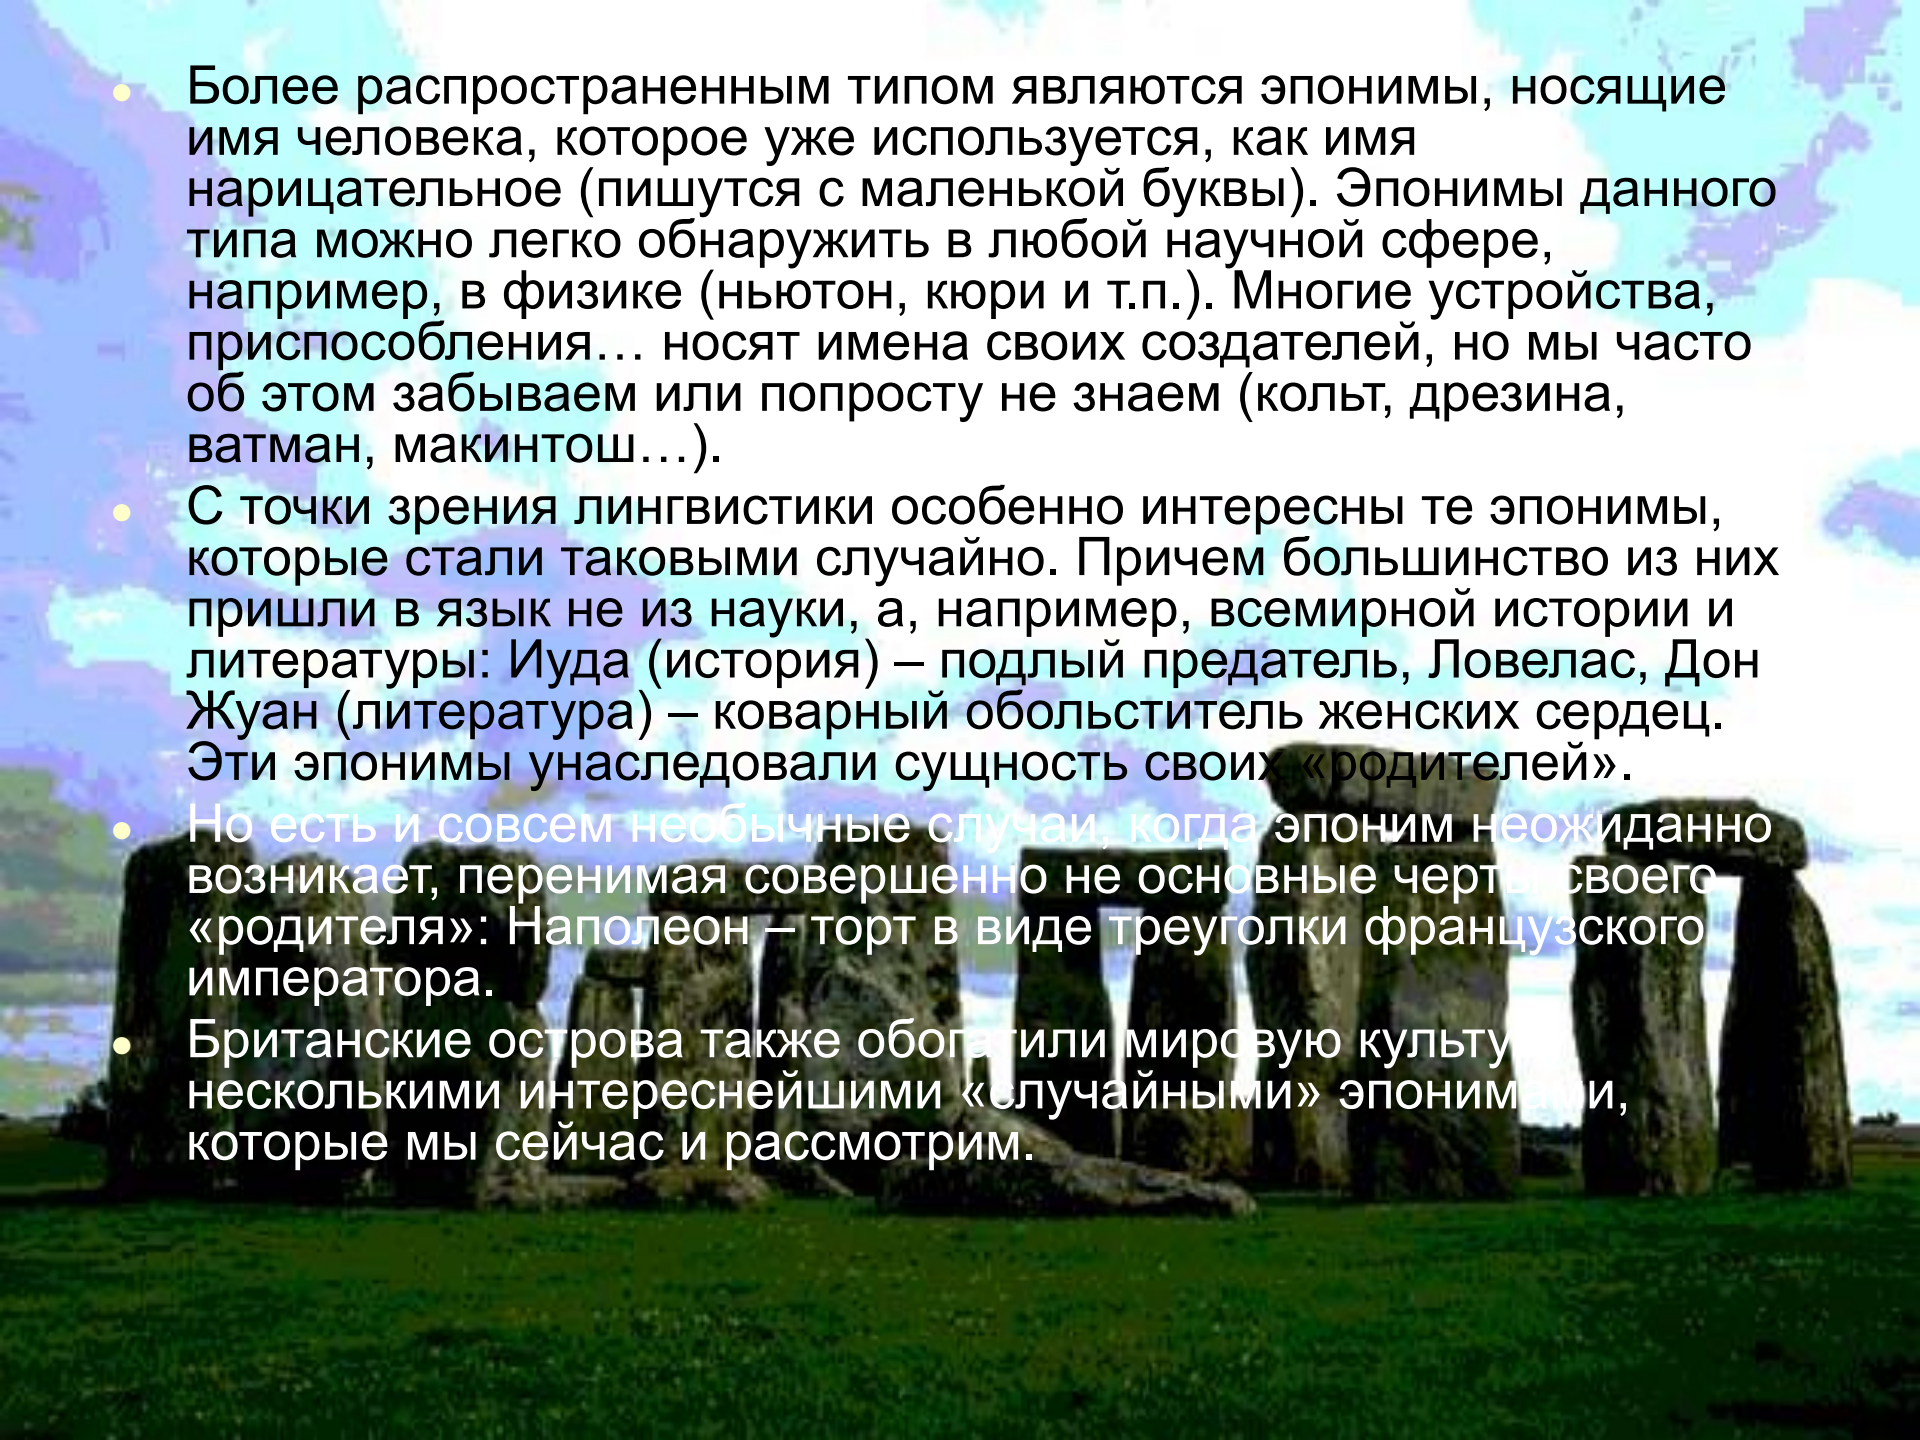 Более распространенным типом являются эпонимы, носящие
имя человека, которое уже используется, как имя
нарицательное (пишутся с маленькой буквы). Эпонимы данного
типа можно легко обнаружить в любой научной сфере,
например, в физике (ньютон, кюри и т.п.). Многие устройства,
приспособления… носят имена своих создателей, но мы часто
об этом забываем или попросту не знаем (кольт, дрезина,
ватман, макинтош…).
С точки зрения лингвистики особенно интересны те эпонимы,
которые стали таковыми случайно. Причем большинство из них
пришли в язык не из науки, а, например, всемирной истории и
литературы: Иуда (история) – подлый предатель, Ловелас, Дон
Жуан (литература) – коварный обольститель женских сердец.
Эти эпонимы унаследовали сущность своих «родителей».
Но есть и совсем необычные случаи, когда эпоним неожиданно
возникает, перенимая совершенно не основные черты своего
«родителя»: Наполеон – торт в виде треуголки французского
императора.
Британские острова также обогатили мировую культуру
несколькими интереснейшими «случайными» эпонимами,
которые мы сейчас и рассмотрим.